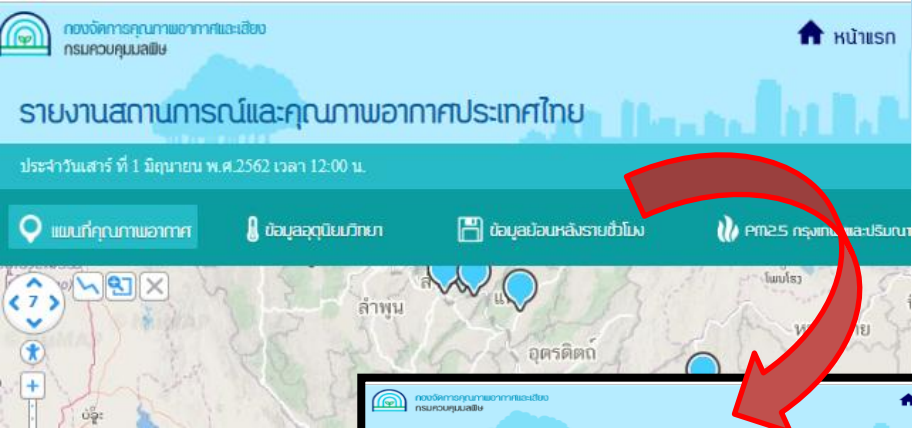 กองจัดการคุณภาพอากาศและเสียง
กรมควบคุมมลพิษ
หน้าแรก
รายงานสถานการณ์และคุณภาพอากาศประเทศไทย
ประจำวันเสาร์ ที่ 1 มิถุนายน พ.ศ.2562 เวลา 12:00 น.
แผนที่คุณภาพอากาศ
ข้อมูลอุตุนิยมวิทยา
ข้อมูลย้อนหลังรายชั่วโมง
PM2.5 กรุงเทพ และปริมณ
7
ลำพูน
อุตรดิตถ์
กองจัดการคุณภาพอากาศและเสียง
กรมควบคุมมลพิษ